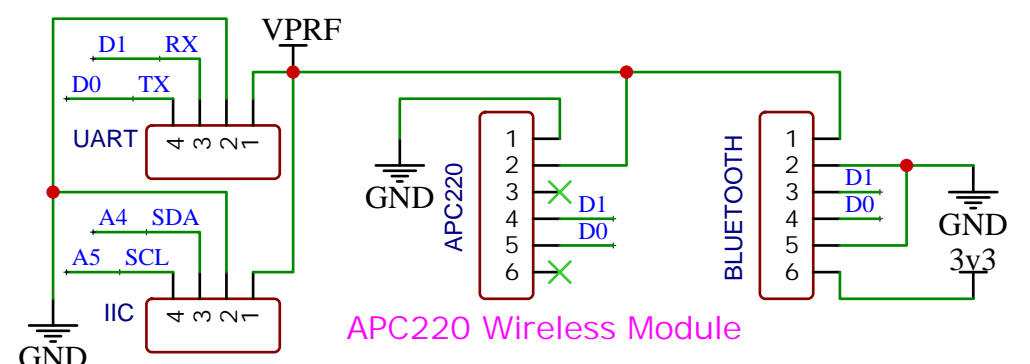 VPRF
D1 RX
D0 TX
UART
4 3 2 1
A4 SDA
A5 SCL
IIC
4 3 2 1
GND
GND
APC220
1
2
3
4 D1
5 D0
6
BLUETOOTH
1
2
3 D1
4 D0
5
6
GND
3v3
APC220 Wireless Module